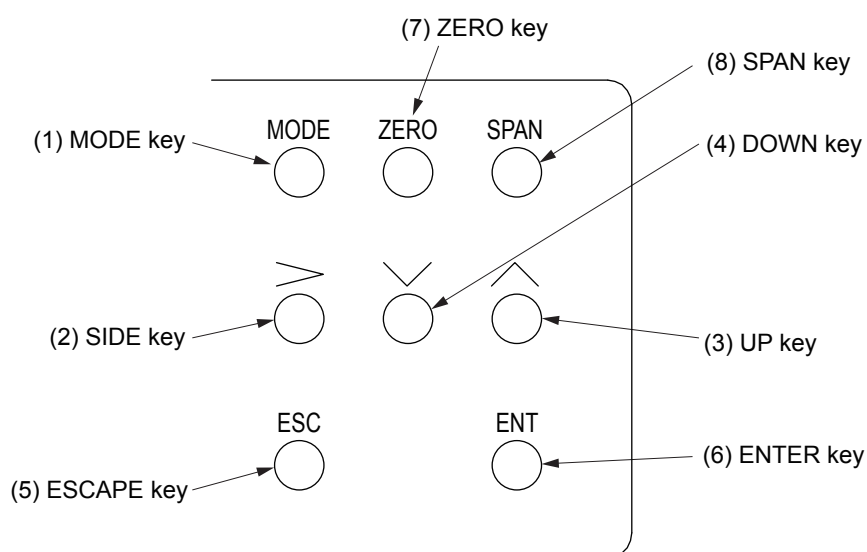 (7) ZERO key
(8) SPAN key
(1) MODE key
MODE
ZERO
SPAN
(4) DOWN key
(2) SIDE key
(3) UP key
ESC
ENT
(5) ESCAPE key
(6) ENTER key